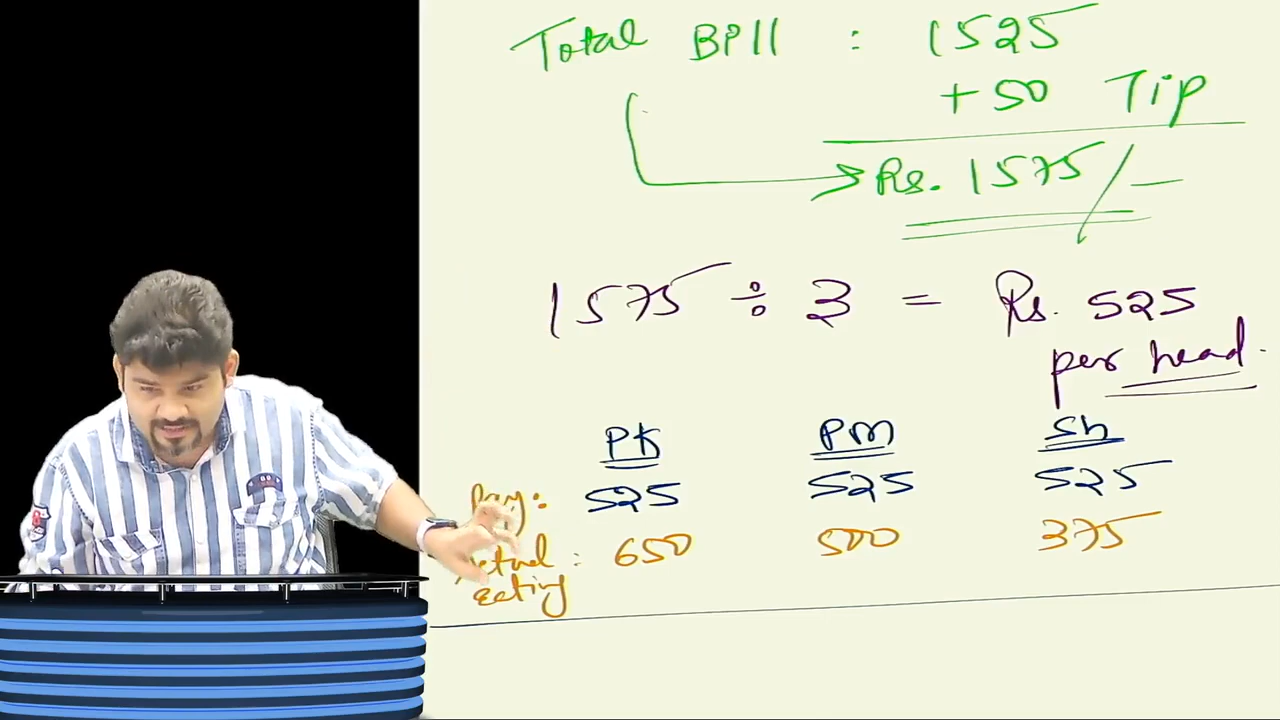 Total Bill : 1525
+ 50 Tip
Rs. 1575/-
1575 ÷ 3 = Rs. 525
per head.
PK PM Sh
Pay: 525 525 525
Actual : 650 500 375
eating